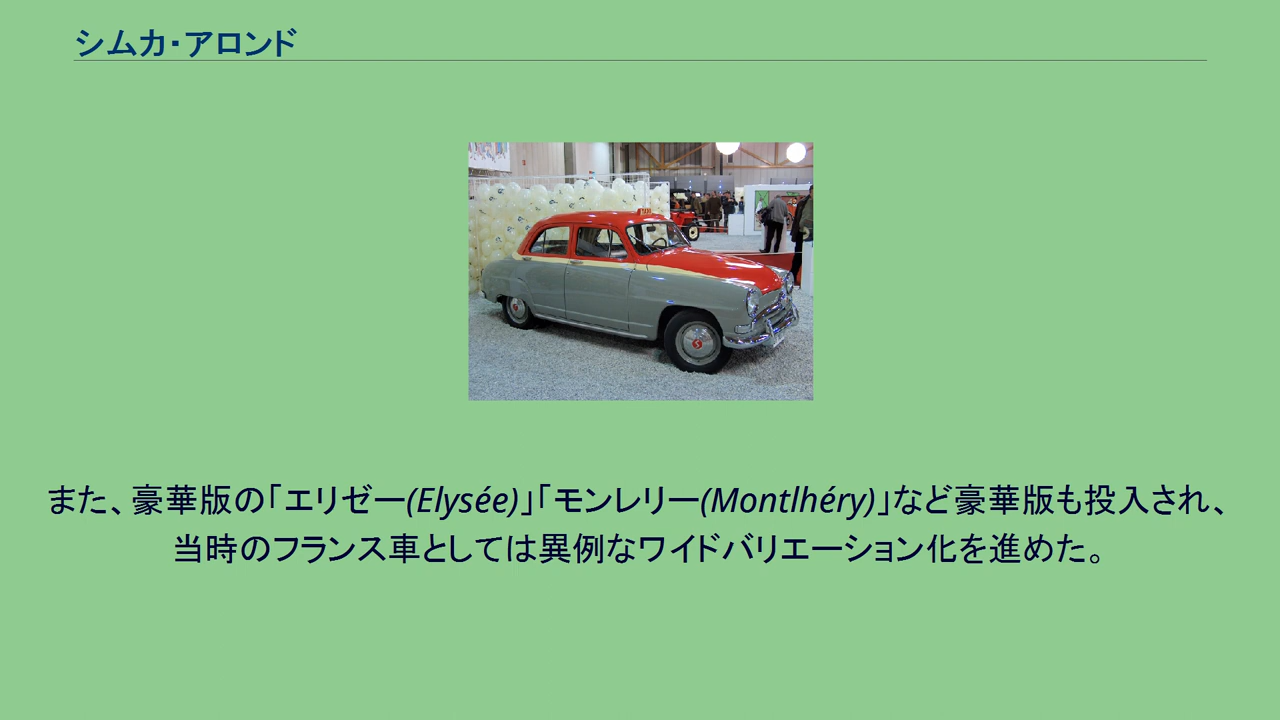 シムカ・アロンド
また、豪華版の「エリゼー(Elysée)」「モンレリー(Montlhéry)」など豪華版も投入され、
当時のフランス車としては異例なワイドバリエーション化を進めた。